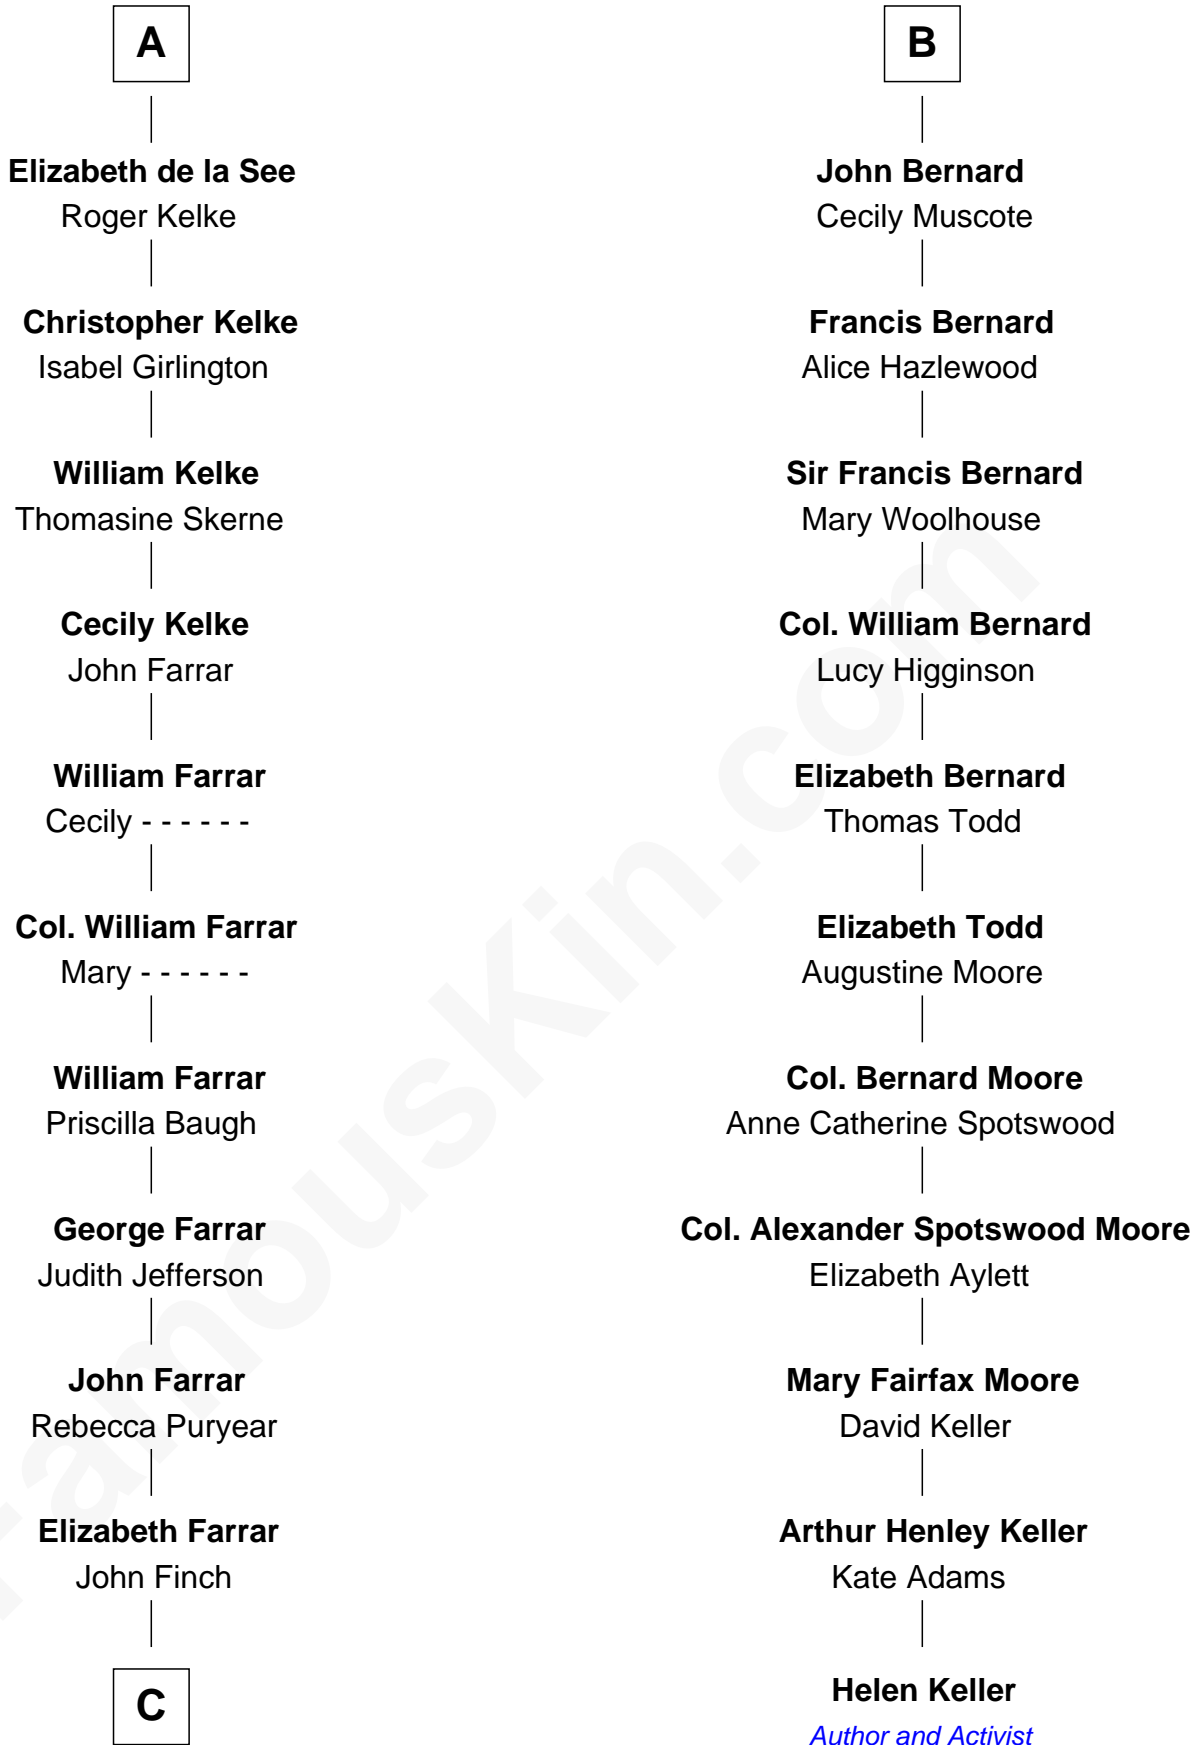 A
Elizabeth de la See
Roger Kelke
Christopher Kelke
Isabel Girlington
William Kelke
Thomasine Skerne
Cecily Kelke
John Farrar
William Farrar
Cecily - - - - - -
Col. William Farrar
Mary - - - - - -
William Farrar
Priscilla Baugh
George Farrar
Judith Jefferson
John Farrar
Rebecca Puryear
Elizabeth Farrar
John Finch
C
B
John Bernard
Cecily Muscote
Francis Bernard
Alice Hazlewood
Sir Francis Bernard
Mary Woolhouse
Col. William Bernard
Lucy Higginson
Elizabeth Bernard
Thomas Todd
Elizabeth Todd
Augustine Moore
Col. Bernard Moore
Anne Catherine Spotswood
Col. Alexander Spotswood Moore
Elizabeth Aylett
Mary Fairfax Moore
David Keller
Arthur Henley Keller
Kate Adams
Helen Keller
Author and Activist
FamousKin.com